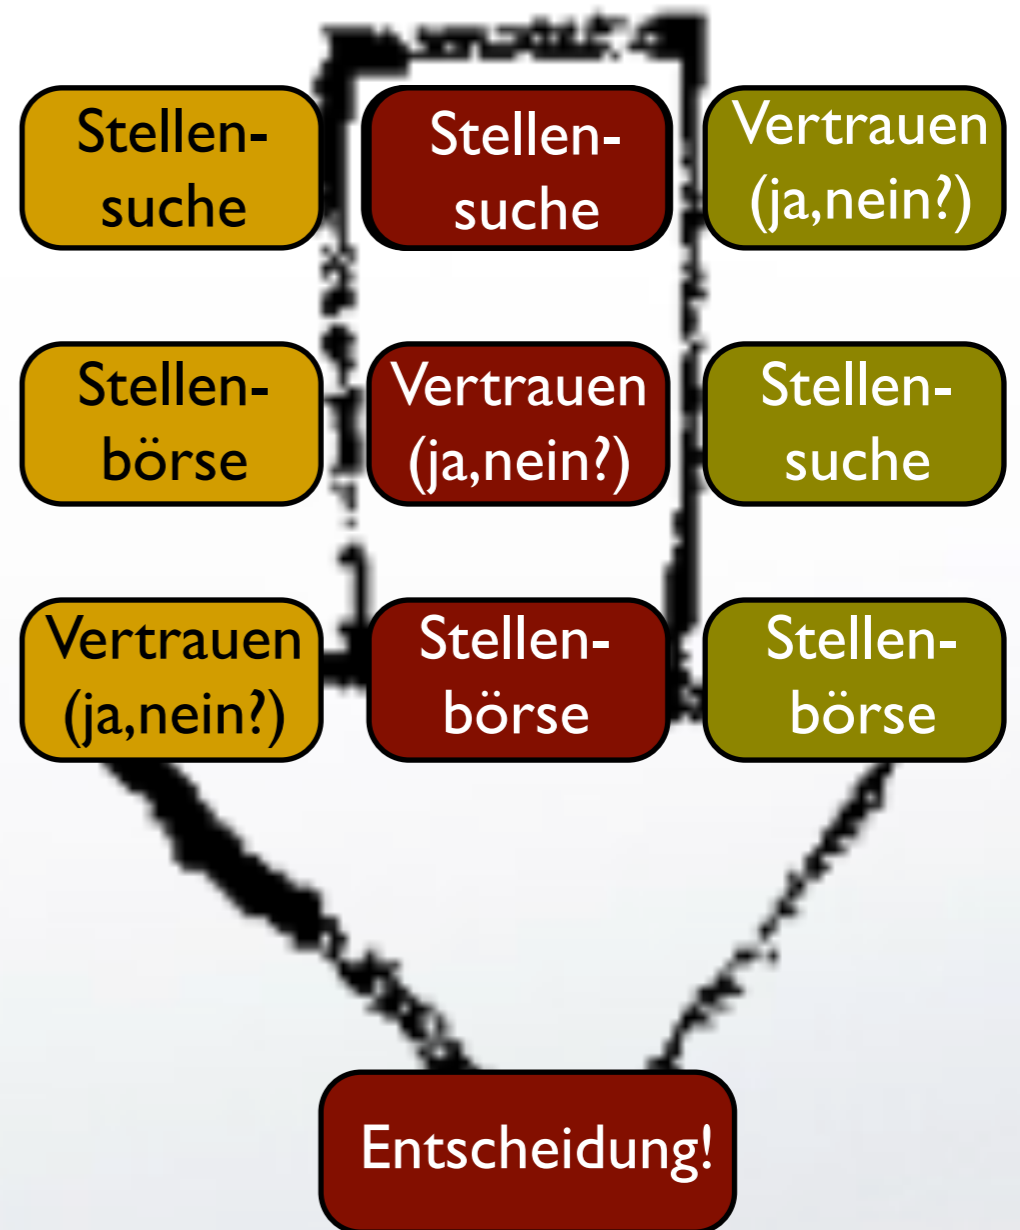 Stellen-
suche
Stellen-
suche
Vertrauen
(ja,nein?)
Stellen-
börse
Vertrauen
(ja,nein?)
Stellen-
suche
Vertrauen
(ja,nein?)
Stellen-
börse
Stellen-
börse
Entscheidung!